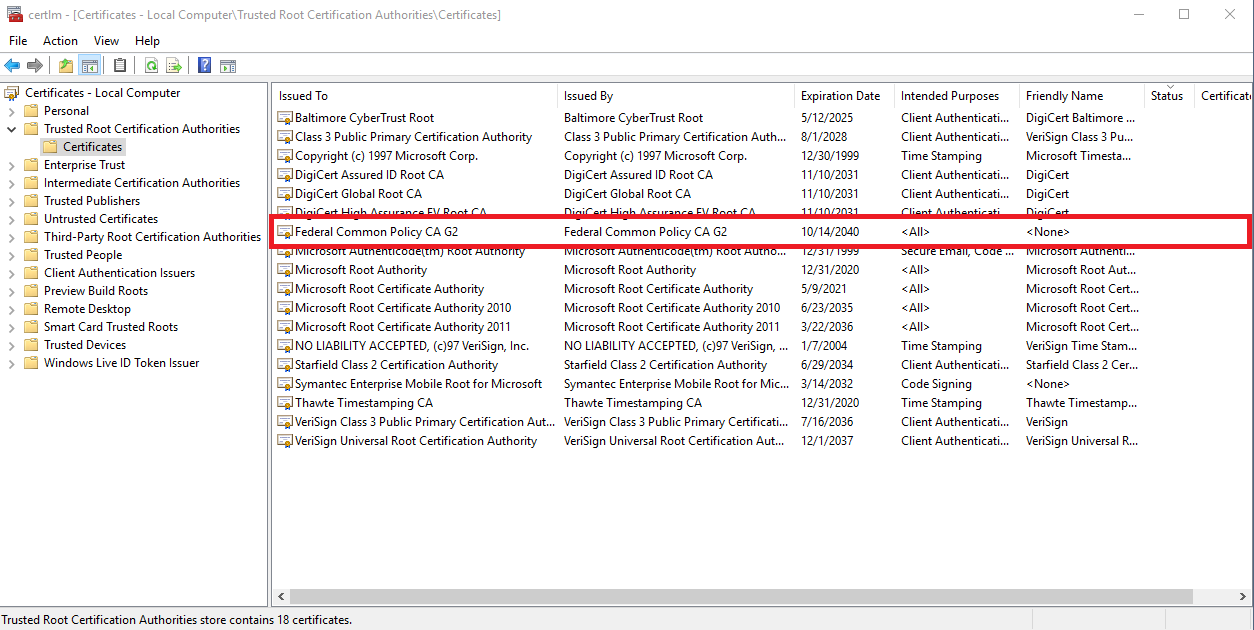 certlm - [Certificates - Local Computer\Trusted Root Certification Authorities\Certificates]
File Action View Help
Certificates - Local Computer
Personal
Trusted Root Certification Authorities
Certificates
Enterprise Trust
Intermediate Certification Authorities
Trusted Publishers
Untrusted Certificates
Third-Party Root Certification Authorities
Trusted People
Client Authentication Issuers
Preview Build Roots
Remote Desktop
Smart Card Trusted Roots
Trusted Devices
Windows Live ID Token Issuer
Issued To Issued By Expiration Date Intended Purposes Friendly Name Status Certificate
Baltimore CyberTrust Root Baltimore CyberTrust Root 5/12/2025 Client Authenticati... DigiCert Baltimore ...
Class 3 Public Primary Certification Authority Class 3 Public Primary Certification Auth... 8/1/2028 Client Authenticati... VeriSign Class 3 Pu...
Copyright (c) 1997 Microsoft Corp. Copyright (c) 1997 Microsoft Corp. 12/30/1999 Time Stamping Microsoft Timesta...
DigiCert Assured ID Root CA DigiCert Assured ID Root CA 11/10/2031 Client Authenticati... DigiCert
DigiCert Global Root CA DigiCert Global Root CA 11/10/2031 Client Authenticati... DigiCert
DigiCert High Assurance EV Root CA DigiCert High Assurance EV Root CA 11/10/2031 Client Authenticati... DigiCert
Federal Common Policy CA G2 Federal Common Policy CA G2 10/14/2040 <All> <None>
Microsoft Authenticode(tm) Root Authority Microsoft Authenticode(tm) Root Autho... 12/31/1999 Secure Email, Code ... Microsoft Authenti...
Microsoft Root Authority Microsoft Root Authority 12/31/2020 <All> Microsoft Root Aut...
Microsoft Root Certificate Authority Microsoft Root Certificate Authority 5/9/2021 <All> Microsoft Root Cert...
Microsoft Root Certificate Authority 2010 Microsoft Root Certificate Authority 2010 6/23/2035 <All> Microsoft Root Cert...
Microsoft Root Certificate Authority 2011 Microsoft Root Certificate Authority 2011 3/22/2036 <All> Microsoft Root Cert...
NO LIABILITY ACCEPTED, (c)97 VeriSign, Inc. NO LIABILITY ACCEPTED, (c)97 VeriSign, ... 1/7/2004 Time Stamping VeriSign Time Stam...
Starfield Class 2 Certification Authority Starfield Class 2 Certification Authority 6/29/2034 Client Authenticati... Starfield Class 2 Cer...
Symantec Enterprise Mobile Root for Microsoft Symantec Enterprise Mobile Root for Mic... 3/14/2032 Code Signing <None>
Thawte Timestamping CA Thawte Timestamping CA 12/31/2020 Time Stamping Thawte Timestamp...
VeriSign Class 3 Public Primary Certification Aut... VeriSign Class 3 Public Primary Certificati... 7/16/2036 Client Authenticati... VeriSign
VeriSign Universal Root Certification Authority VeriSign Universal Root Certification Aut... 12/1/2037 Client Authenticati... VeriSign Universal R...
Trusted Root Certification Authorities store contains 18 certificates.